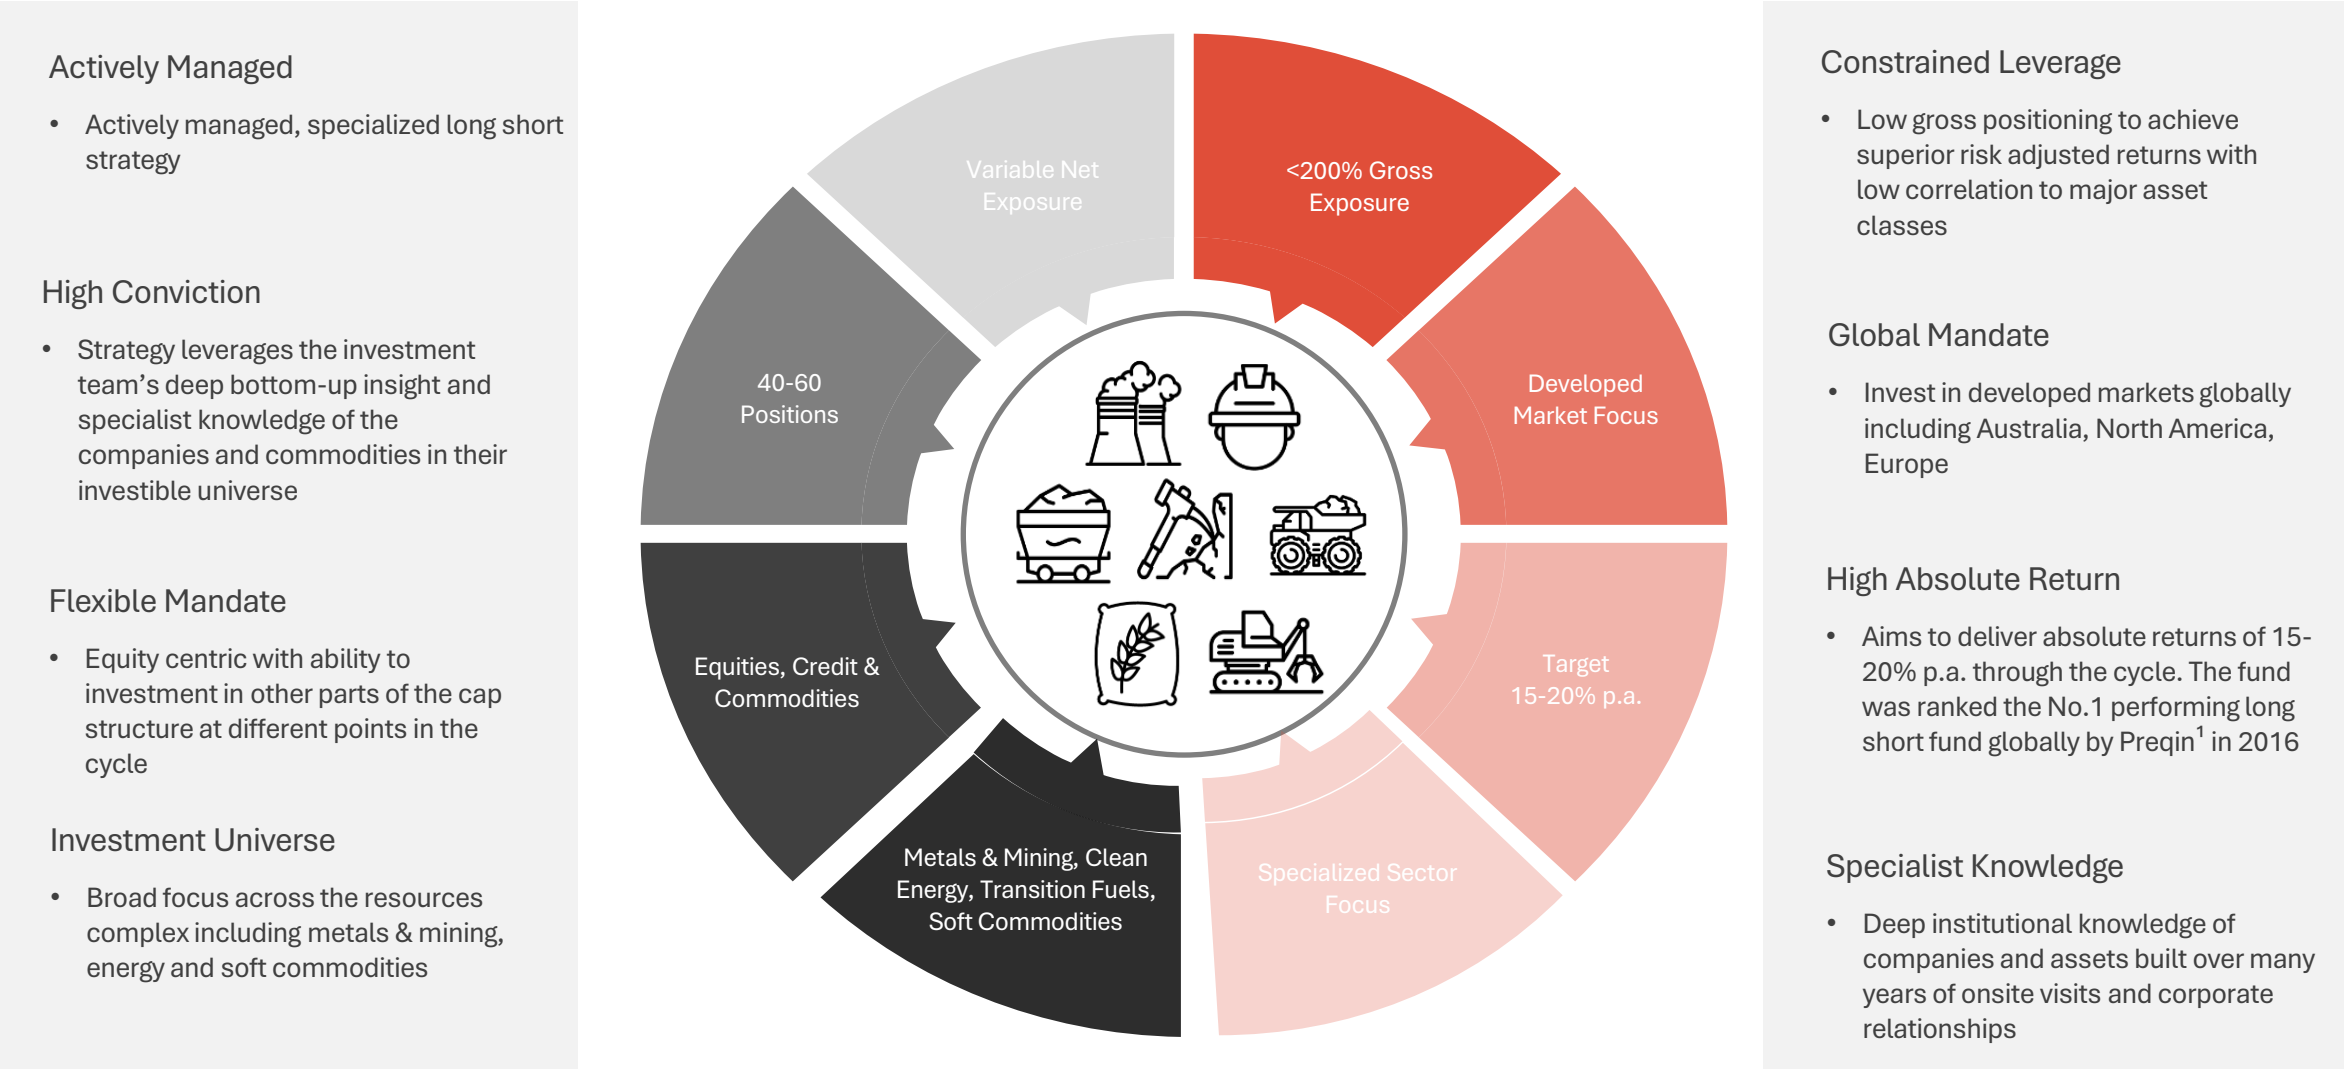 Actively Managed
• Actively managed, specialized long short
strategy
High Conviction
• Strategy leverages the investment
team’s deep bottom-up insight and
specialist knowledge of the
companies and commodities in their
investible universe
Flexible Mandate
• Equity centric with ability to
investment in other parts of the cap
structure at different points in the
cycle
Investment Universe
• Broad focus across the resources
complex including metals & mining,
energy and soft commodities
Variable Net
Exposure
<200% Gross
Exposure
40-60
Positions
Developed
Market Focus
Equities, Credit &
Commodities
Target
15-20% p.a.
Metals & Mining, Clean
Energy, Transition Fuels,
Soft Commodities
Specialized Sector
Focus
Constrained Leverage
• Low gross positioning to achieve
superior risk adjusted returns with
low correlation to major asset
classes
Global Mandate
• Invest in developed markets globally
including Australia, North America,
Europe
High Absolute Return
• Aims to deliver absolute returns of 15-
20% p.a. through the cycle. The fund
was ranked the No.1 performing long
short fund globally by Preqin¹ in 2016
Specialist Knowledge
• Deep institutional knowledge of
companies and assets built over many
years of onsite visits and corporate
relationships